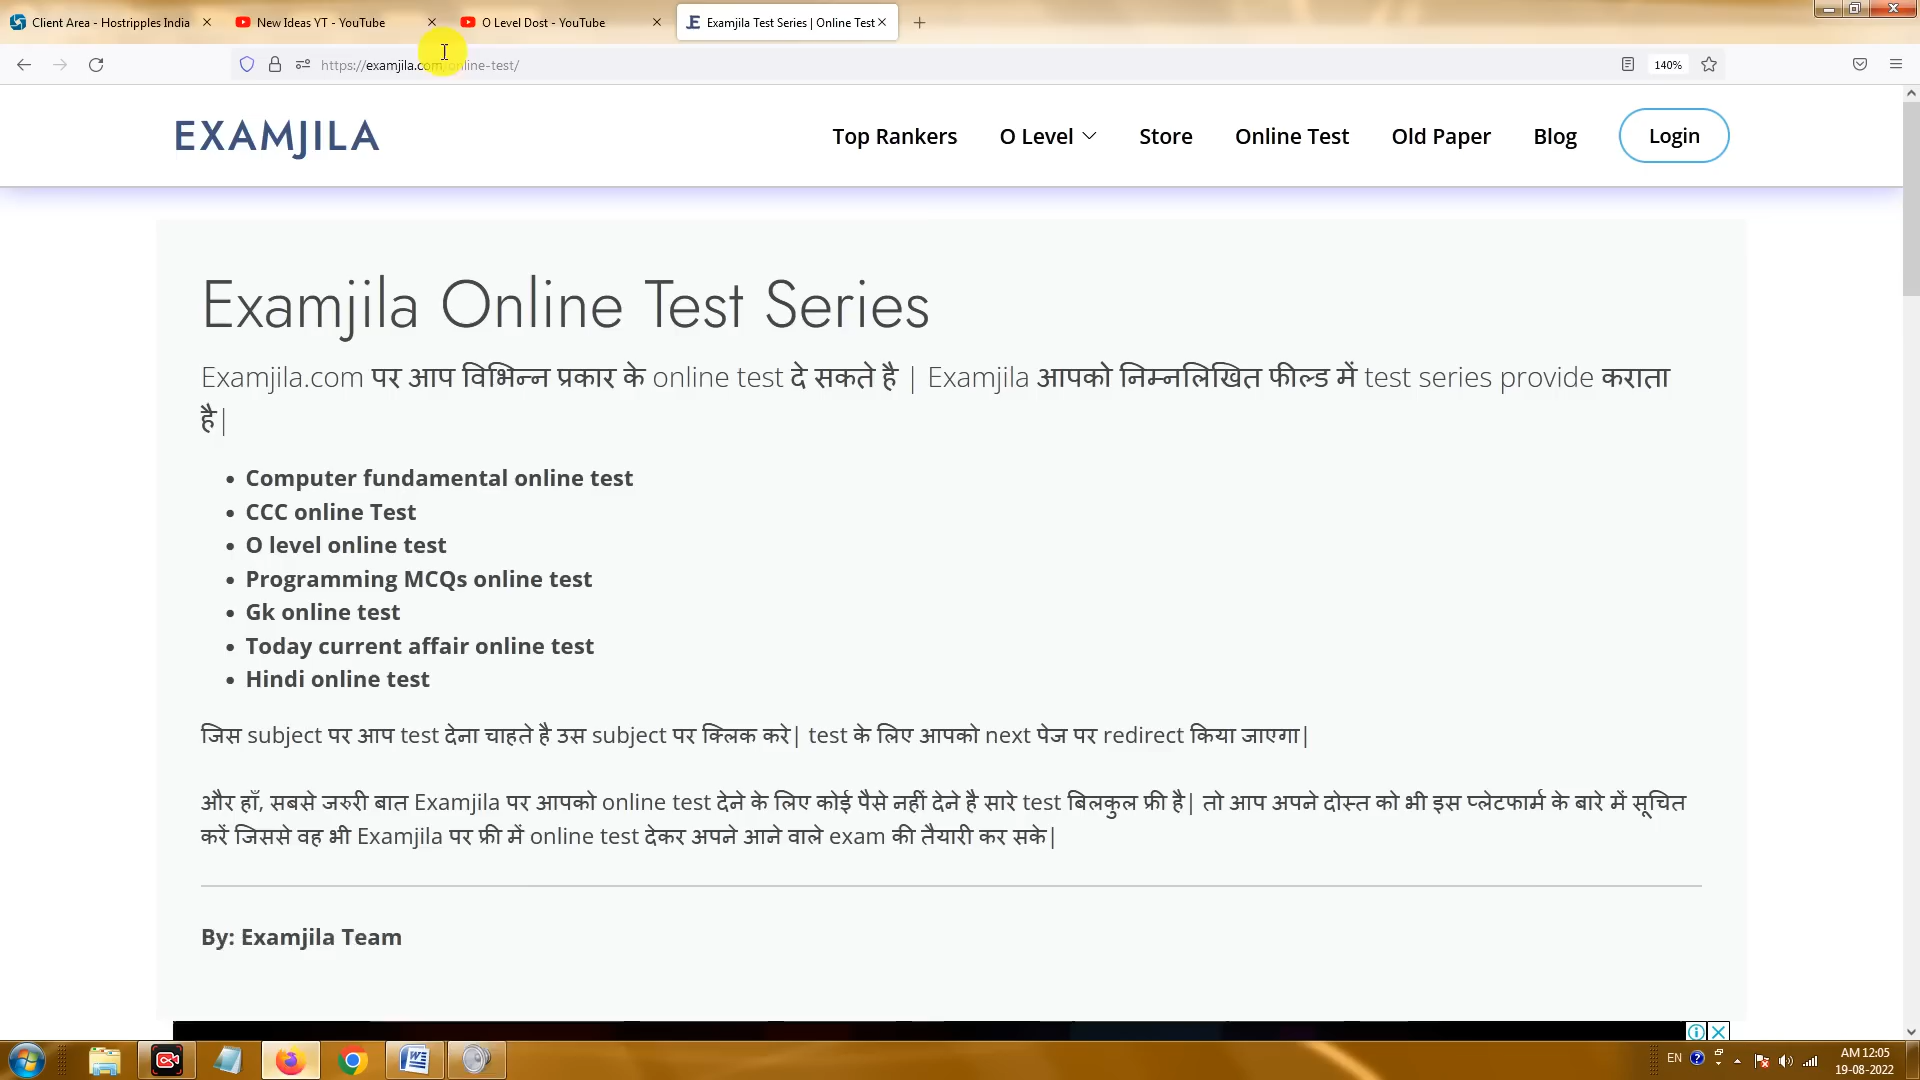 Client Area - Hostripples India
New Ideas YT - YouTube
O Level Dost - YouTube
Examjila Test Series | Online Test
https://examjila.com/online-test/
140%
EXAMJILA
Top Rankers
O Level
Store
Online Test
Old Paper
Blog
Login
Examjila Online Test Series
Examjila.com पर आप विभिन्न प्रकार के online test दे सकते है | Examjila आपको निम्नलिखित फील्ड में test series provide कराता
है|
• Computer fundamental online test
• CCC online Test
• O level online test
• Programming MCQs online test
• Gk online test
• Today current affair online test
• Hindi online test
जिस subject पर आप test देना चाहते है उस subject पर क्लिक करे| test के लिए आपको next पेज पर redirect किया जाएगा|
और हाँ, सबसे जरुरी बात Examjila पर आपको online test देने के लिए कोई पैसे नहीं देने है सारे test बिलकुल फ्री है| तो आप अपने दोस्त को भी इस प्लेटफार्म के बारे में सूचित
करें जिससे वह भी Examjila पर फ्री में online test देकर अपने आने वाले exam की तैयारी कर सके|
By: Examjila Team
EN
AM 12:05
19-08-2022